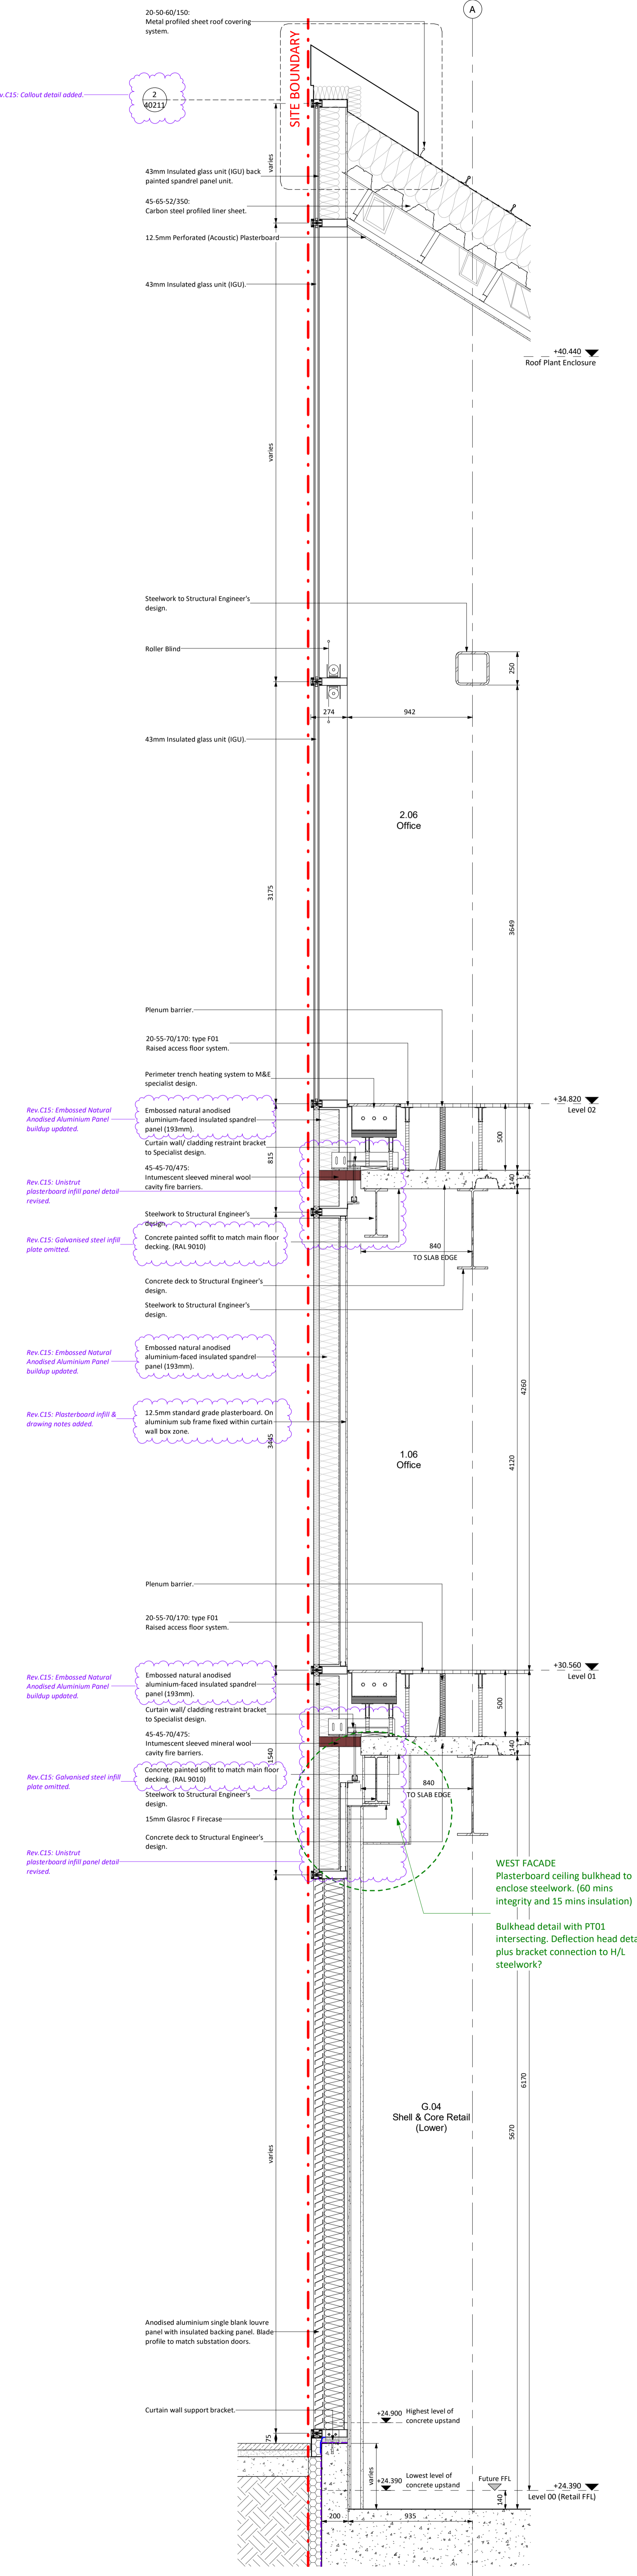 20-50-60/150:
Metal profiled sheet roof covering
system.
A
SITE BOUNDARY
v.C15: Callout detail added.
2
40211
varies
43mm Insulated glass unit (IGU) back
painted spandrel panel unit.
45-65-52/350:
Carbon steel profiled liner sheet.
12.5mm Perforated (Acoustic) Plasterboard
43mm Insulated glass unit (IGU).
+40.440
Roof Plant Enclosure
varies
Steelwork to Structural Engineer's
design.
Roller Blind
250
274
942
43mm Insulated glass unit (IGU).
2.06
Office
3175
3649
Plenum barrier.
20-55-70/170: type F01
Raised access floor system.
Perimeter trench heating system to M&E
specialist design.
+34.820
Level 02
Rev.C15: Embossed Natural
Anodised Aluminium Panel
buildup updated.
Embossed natural anodised
aluminium-faced insulated spandrel
panel (193mm).
500
Curtain wall/ cladding restraint bracket
to Specialist design.
815
45-45-70/475:
Intumescent sleeved mineral wool
cavity fire barriers.
140
Rev.C15: Unistrut
plasterboard infill panel detail
revised.
Steelwork to Structural Engineer's
design.
Rev.C15: Galvanised steel infill
plate omitted.
Concrete painted soffit to match main floor
decking. (RAL 9010)
840
TO SLAB EDGE
Concrete deck to Structural Engineer's
design.
Steelwork to Structural Engineer's
design.
Rev.C15: Embossed Natural
Anodised Aluminium Panel
buildup updated.
Embossed natural anodised
aluminium-faced insulated spandrel
panel (193mm).
4260
Rev.C15: Plasterboard infill &
drawing notes added.
12.5mm standard grade plasterboard. On
aluminium sub frame fixed within curtain
wall box zone.
3445
1.06
Office
4120
Plenum barrier.
20-55-70/170: type F01
Raised access floor system.
+30.560
Level 01
Rev.C15: Embossed Natural
Anodised Aluminium Panel
buildup updated.
Embossed natural anodised
aluminium-faced insulated spandrel
panel (193mm).
500
Curtain wall/ cladding restraint bracket
to Specialist design.
45-45-70/475:
Intumescent sleeved mineral wool
cavity fire barriers.
1540
140
Rev.C15: Galvanised steel infill
plate omitted.
Concrete painted soffit to match main floor
decking. (RAL 9010)
840
TO SLAB EDGE
Steelwork to Structural Engineer's
design.
15mm Glasroc F Firecase
Concrete deck to Structural Engineer's
design.
Rev.C15: Unistrut
plasterboard infill panel detail
revised.
WEST FACADE
Plasterboard ceiling bulkhead to
enclose steelwork. (60 mins
integrity and 15 mins insulation)
Bulkhead detail with PT01
intersecting. Deflection head deta
plus bracket connection to H/L
steelwork?
6170
G.04
Shell & Core Retail
(Lower)
5670
varies
Anodised aluminium single blank louvre
panel with insulated backing panel. Blade
profile to match substation doors.
Curtain wall support bracket.
+24.900
Highest level of
concrete upstand
75
varies
+24.390
Lowest level of
concrete upstand
Future FFL
+24.390
Level 00 (Retail FFL)
140
200
935